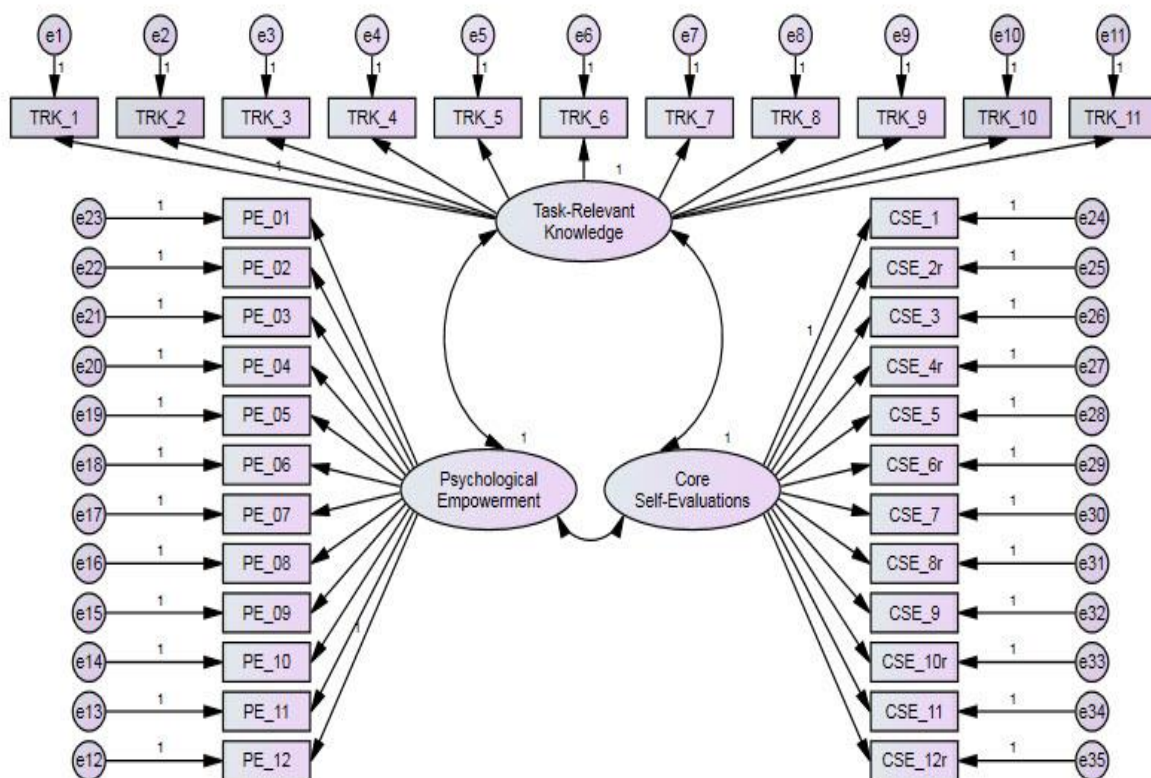 e1 e2 e3 e4 e5 e6 e7 e8 e9 e10 e11
1 1 1 1 1 1 1 1 1 1 1
TRK_1 TRK_2 TRK_3 TRK_4 TRK_5 TRK_6 TRK_7 TRK_8 TRK_9 TRK_10 TRK_11
1 1
Task-Relevant
Knowledge
e23 1 PE_01
e22 1 PE_02
e21 1 PE_03
e20 1 PE_04
e19 1 PE_05
e18 1 PE_06
e17 1 PE_07
e16 1 PE_08
e15 1 PE_09
e14 1 PE_10
e13 1 PE_11
e12 1 PE_12
1
1
Psychological
Empowerment
1
Core
Self-Evaluations
1
CSE_1 1 e24
CSE_2r 1 e25
CSE_3 1 e26
CSE_4r 1 e27
CSE_5 1 e28
CSE_6r 1 e29
CSE_7 1 e30
CSE_8r 1 e31
CSE_9 1 e32
CSE_10r 1 e33
CSE_11 1 e34
CSE_12r 1 e35